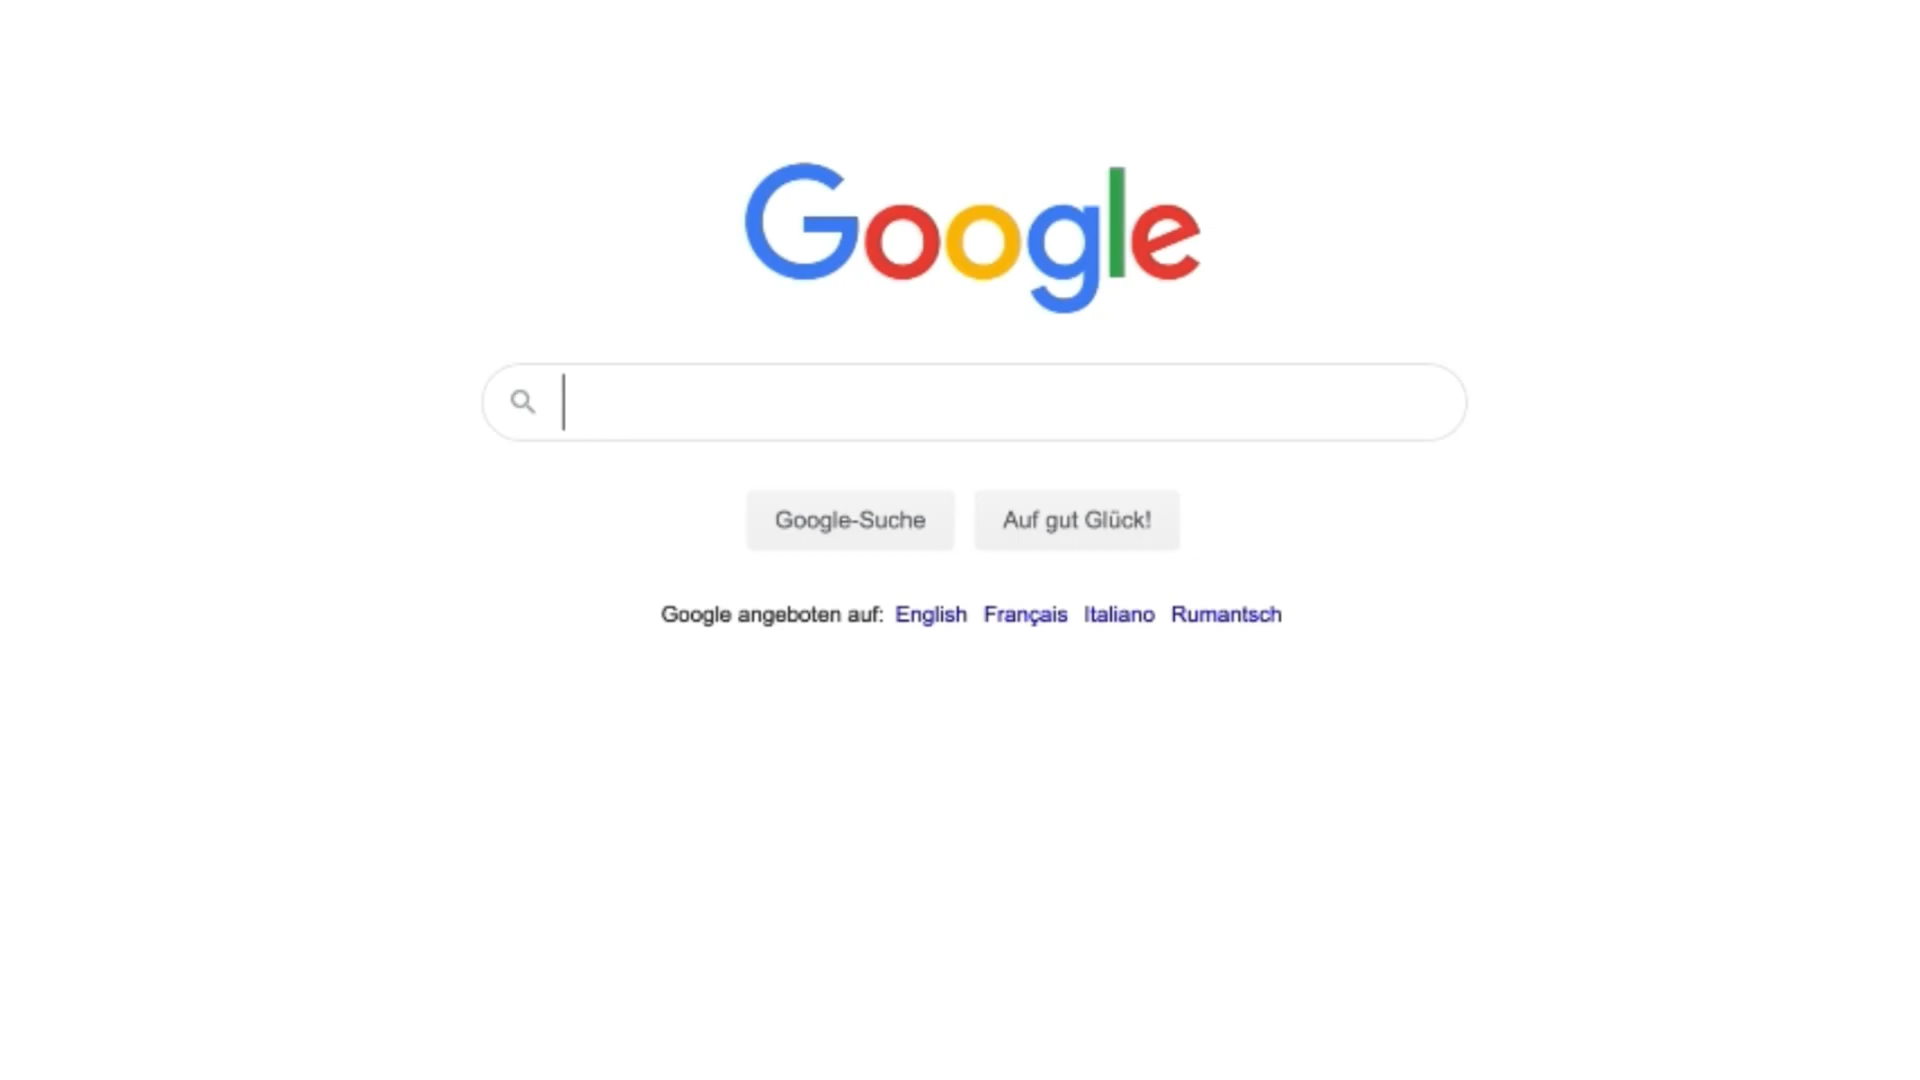 Google
Google-Suche Auf gut Glück!
Google angeboten auf: English Français Italiano Rumantsch